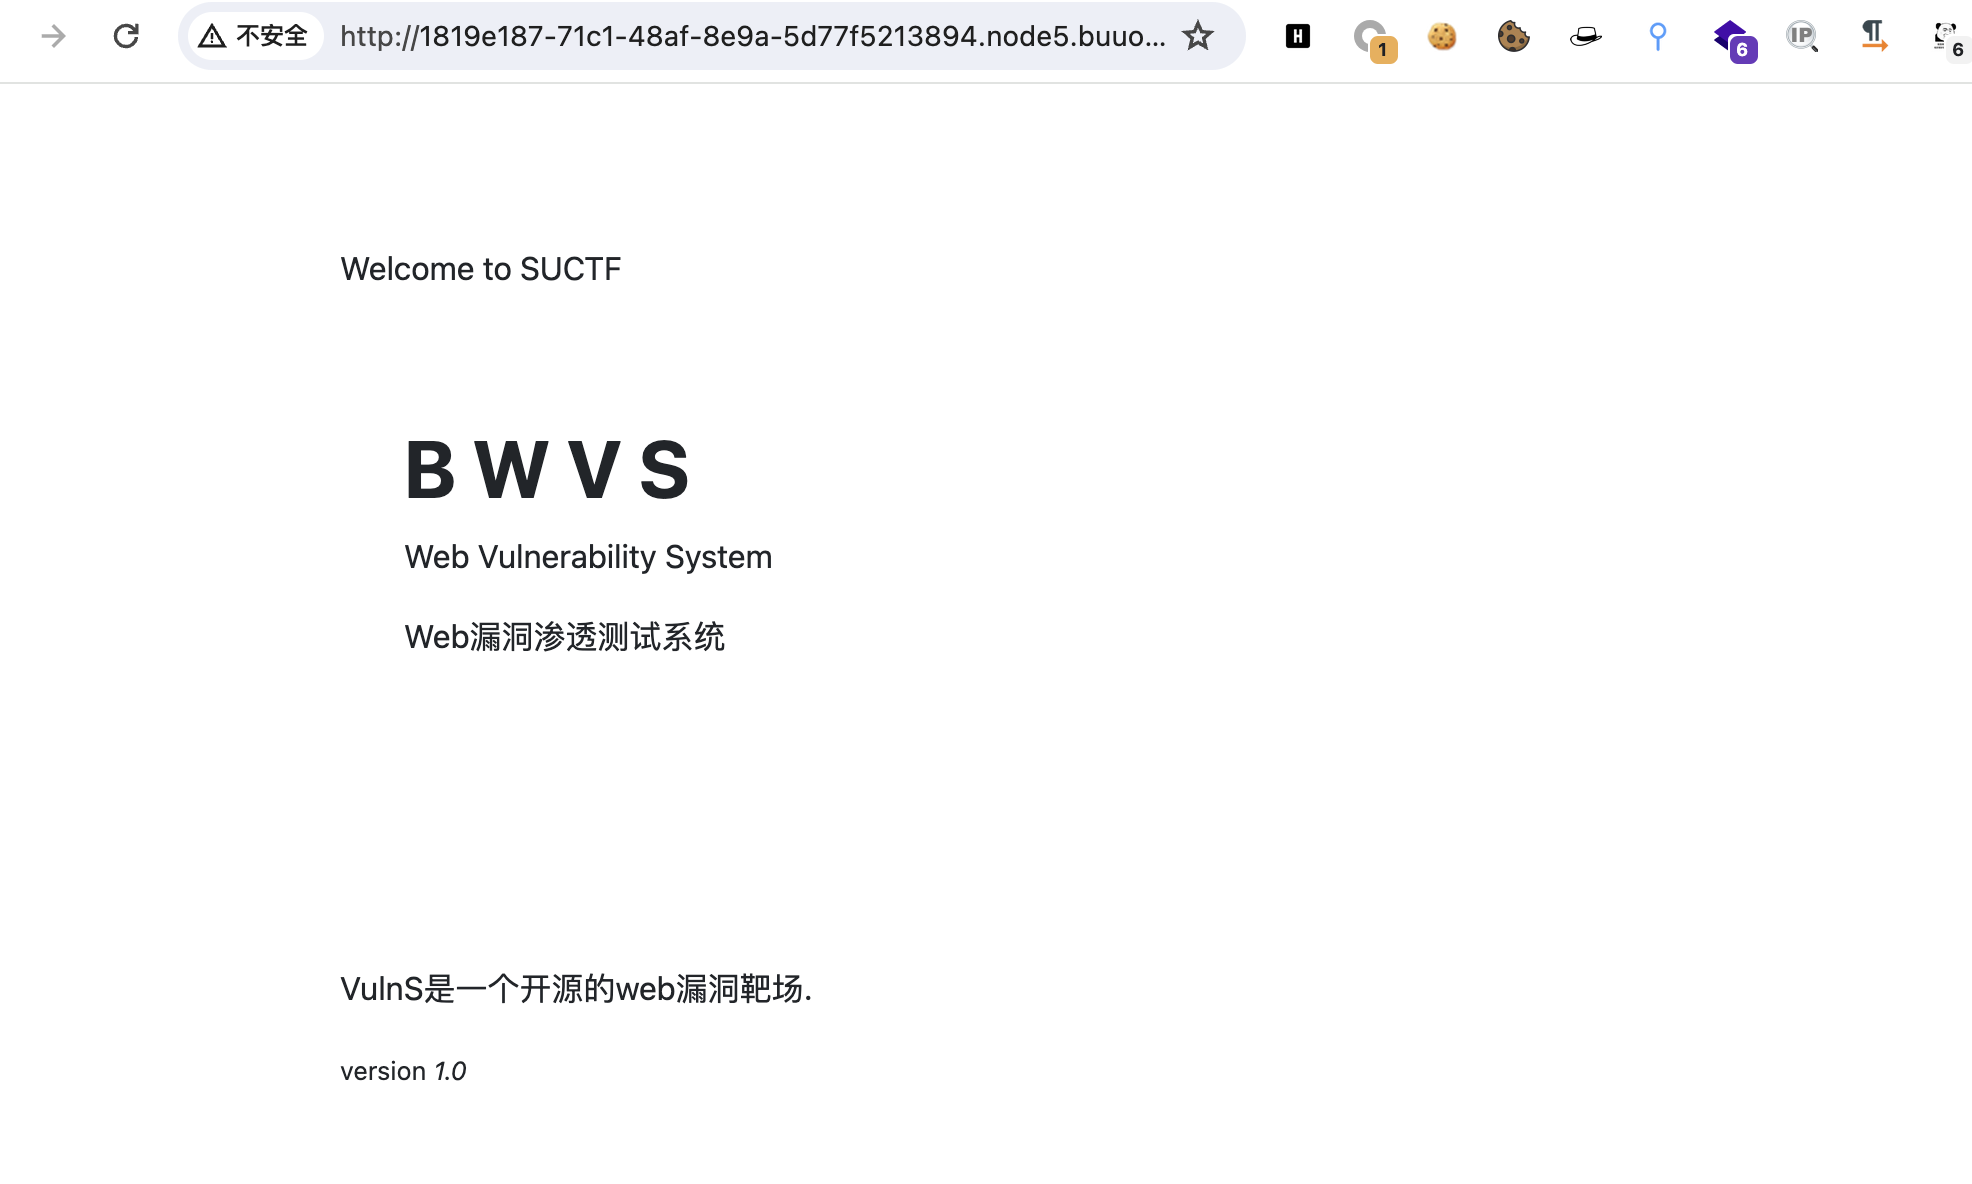 不安全 http://1819e187-71c1-48af-8e9a-5d77f5213894.node5.buuo... H 1 6 IP 6
Welcome to SUCTF
B W V S
Web Vulnerability System
Web漏洞渗透测试系统
VulnS是一个开源的web漏洞靶场.
version 1.0